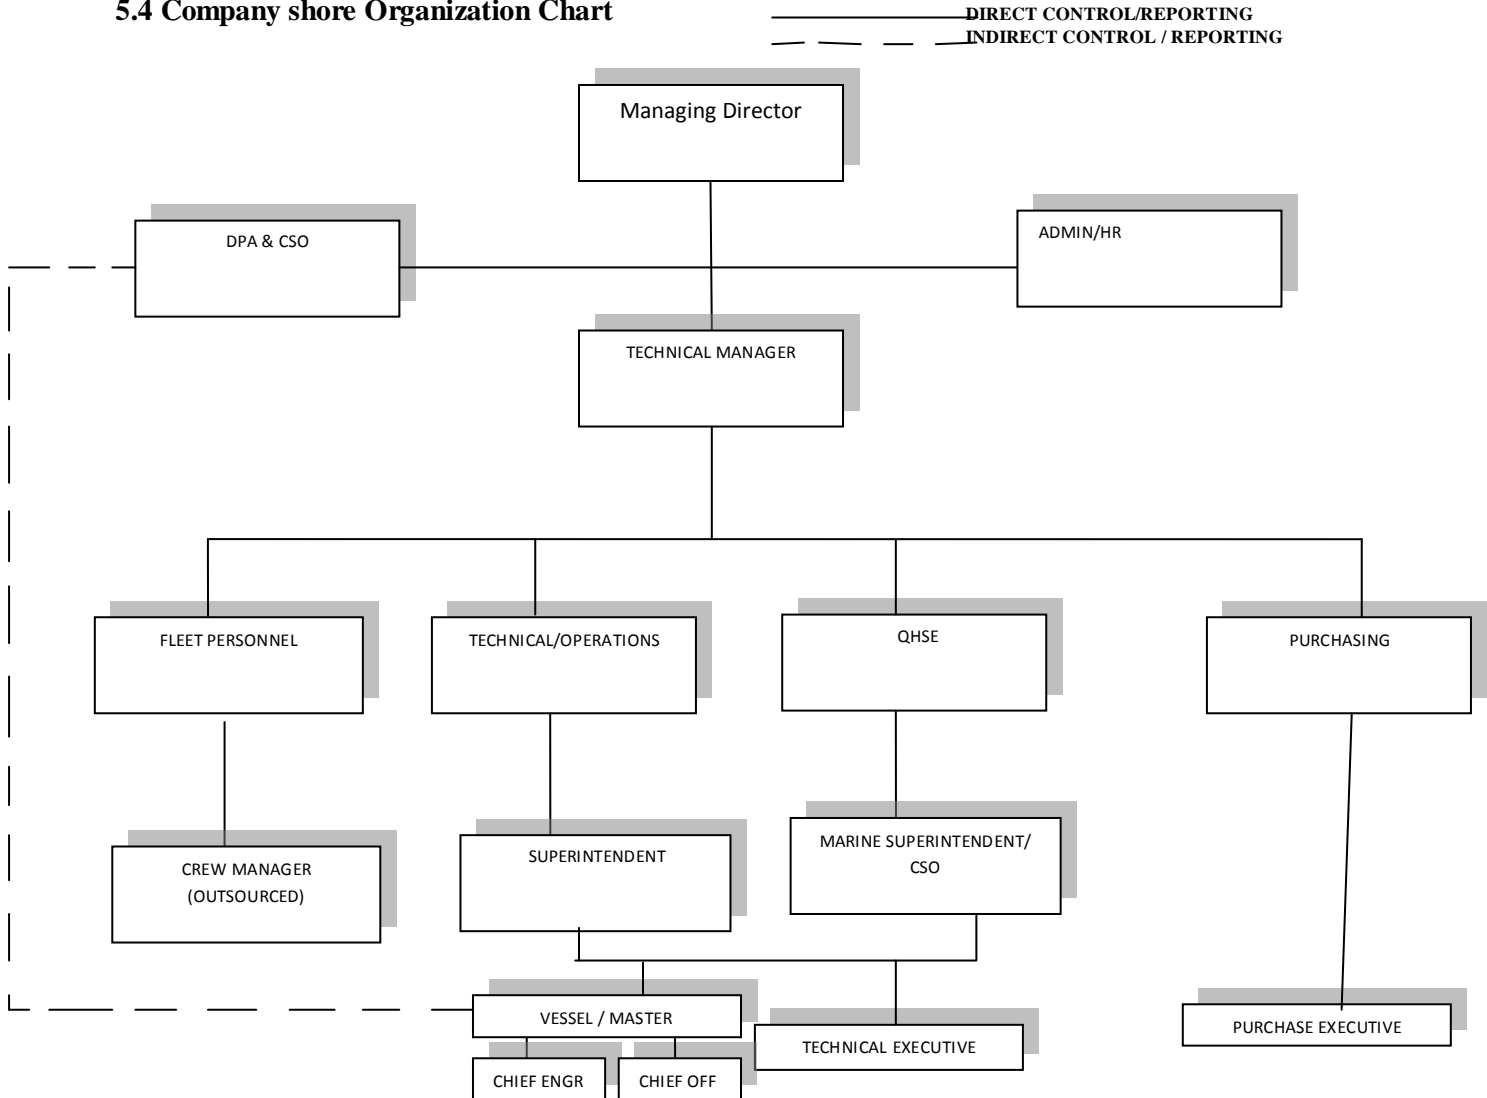 5.4 Company shore Organization Chart
DIRECT CONTROL/REPORTING
INDIRECT CONTROL / REPORTING
Managing Director
DPA & CSO
ADMIN/HR
TECHNICAL MANAGER
FLEET PERSONNEL
TECHNICAL/OPERATIONS
QHSE
PURCHASING
CREW MANAGER
(OUTSOURCED)
SUPERINTENDENT
MARINE SUPERINTENDENT/
CSO
VESSEL / MASTER
TECHNICAL EXECUTIVE
PURCHASE EXECUTIVE
CHIEF ENGR
CHIEF OFF